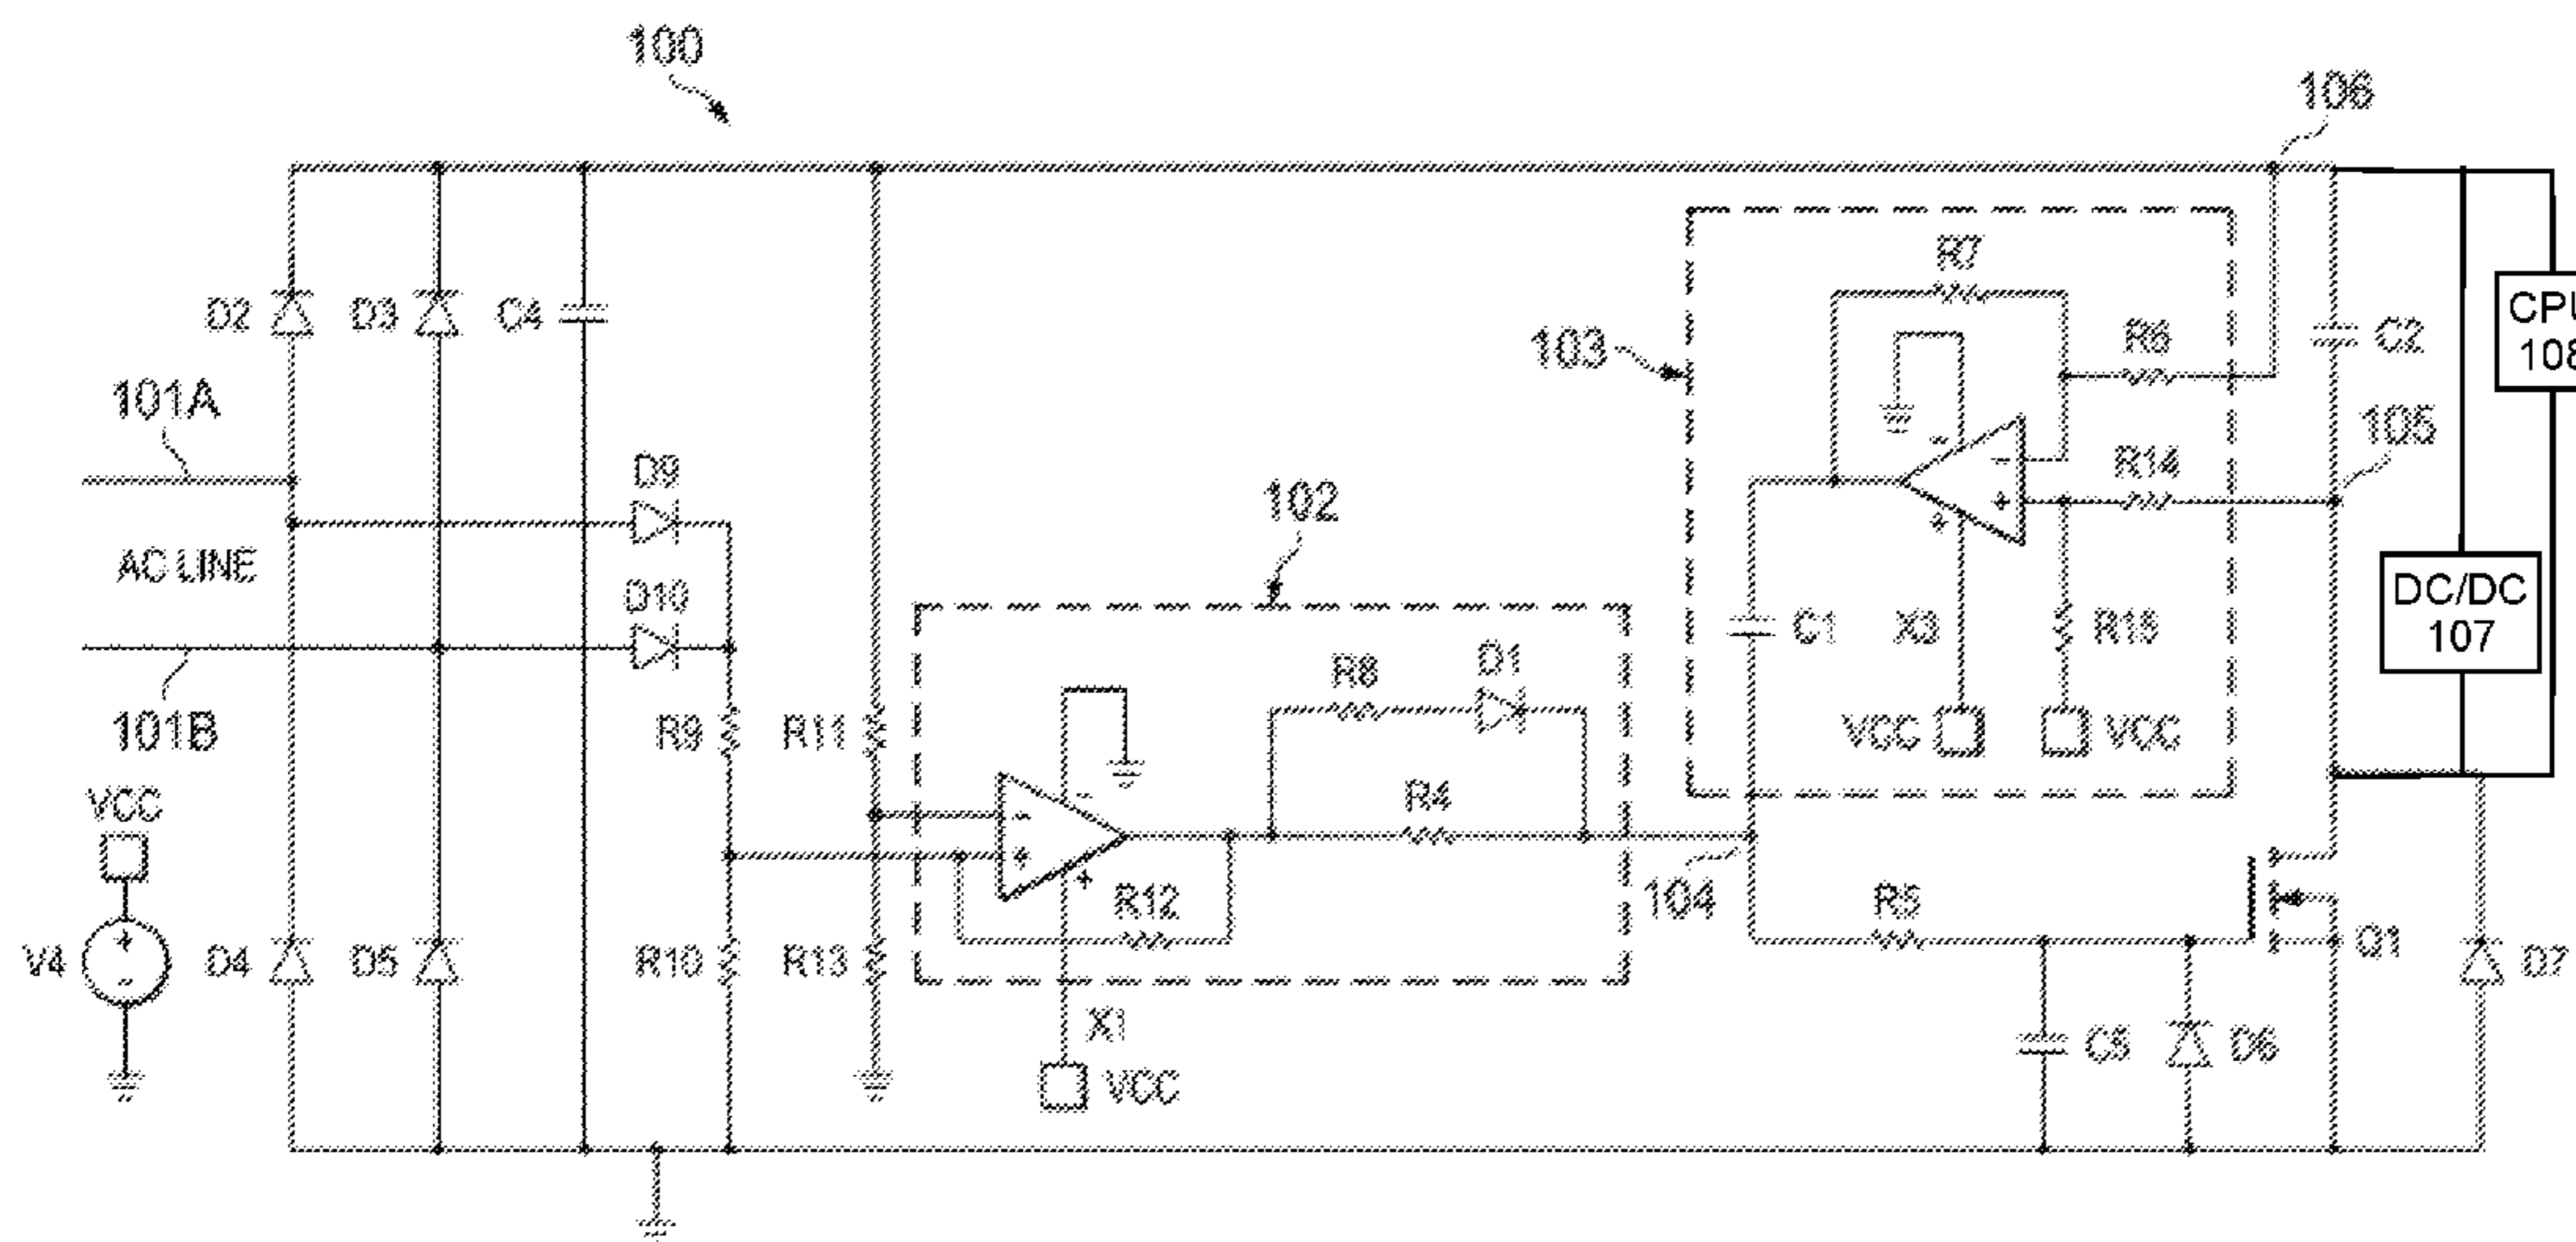 100
106
R7
D2
D3
C4
103
R6
C2
CPU
108
101A
105
D9
R14
102
AC LINE
D10
C1
X3
R15
DC/DC
107
R8
D1
101B
R9
R11
VCC
VCC
VCC
R4
104
R12
R5
V4
D4
D5
R10
R13
Q1
D7
X1
C5
D6
VCC